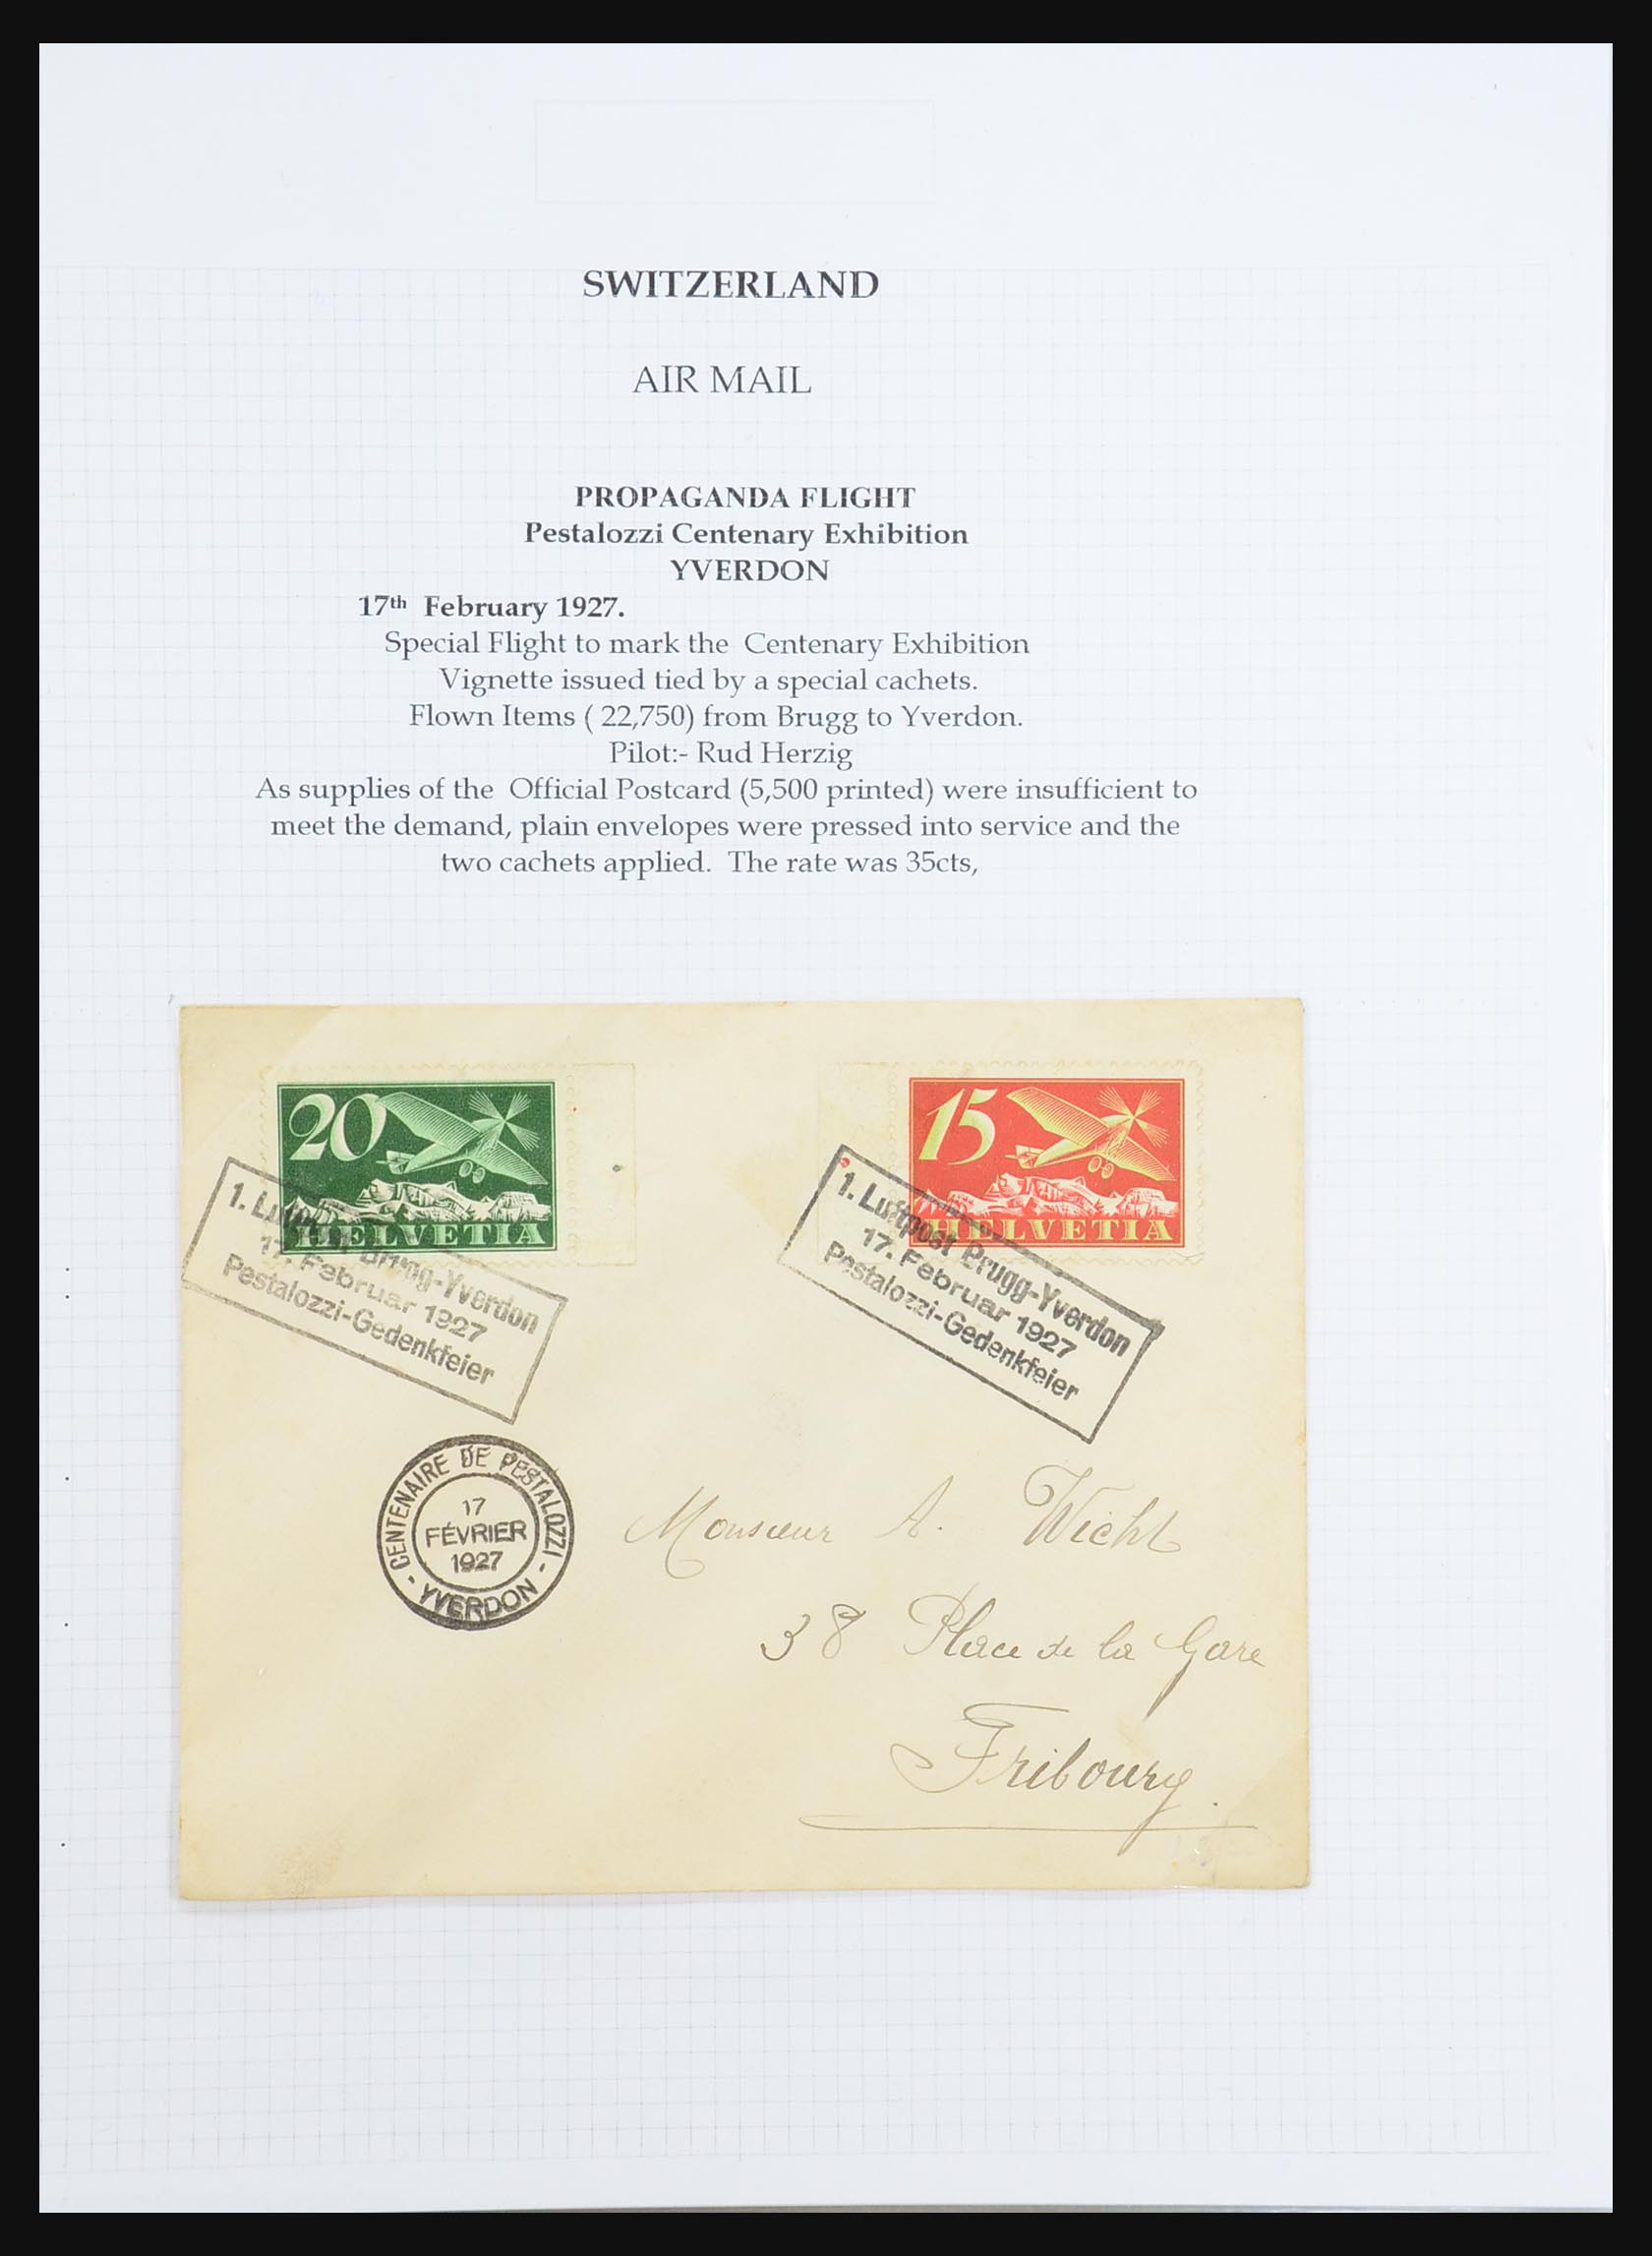 SWITZERLAND
AIR MAIL
PROPAGANDA FLIGHT
Pestalozzi Centenary Exhibition
YVERDON
17th February 1927.
Special Flight to mark the Centenary Exhibition
Vignette issued tied by a special cachets.
Flown Items ( 22,750) from Brugg to Yverdon.
Pilot:- Rud Herzig
As supplies of the Official Postcard (5,500 printed) were insufficient to
meet the demand, plain envelopes were pressed into service and the
two cachets applied. The rate was 35cts,
20
HELVETIA
15
HELVETIA
1. Luftpost Brugg-Yverdon
17. Februar 1927
Pestalozzi-Gedenkfeier
1. Luftpost Brugg-Yverdon
17. Februar 1927
Pestalozzi-Gedenkfeier
CENTENAIRE DE PESTALOZZI
17
FÉVRIER
1927
- YVERDON -
Monsieur A. Wicht
38 Place de la Gare
Fribourg.